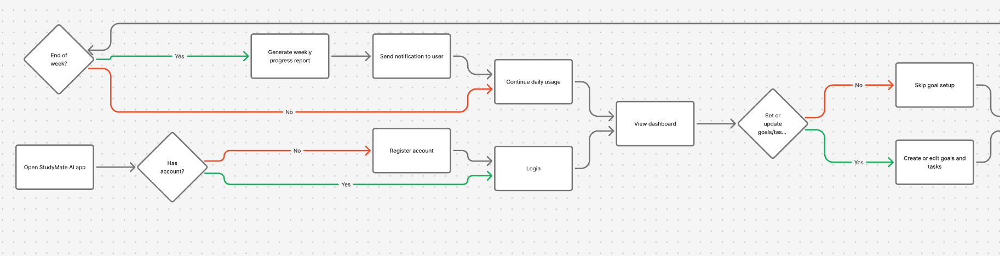 End of
week?
Yes
Generate weekly
progress report
Send notification to user
No
Continue daily usage
Open StudyMate AI app
Has
account?
No
Register account
Yes
Login
View dashboard
Set or
update
goals/tas...
No
Skip goal setup
Yes
Create or edit goals and
tasks